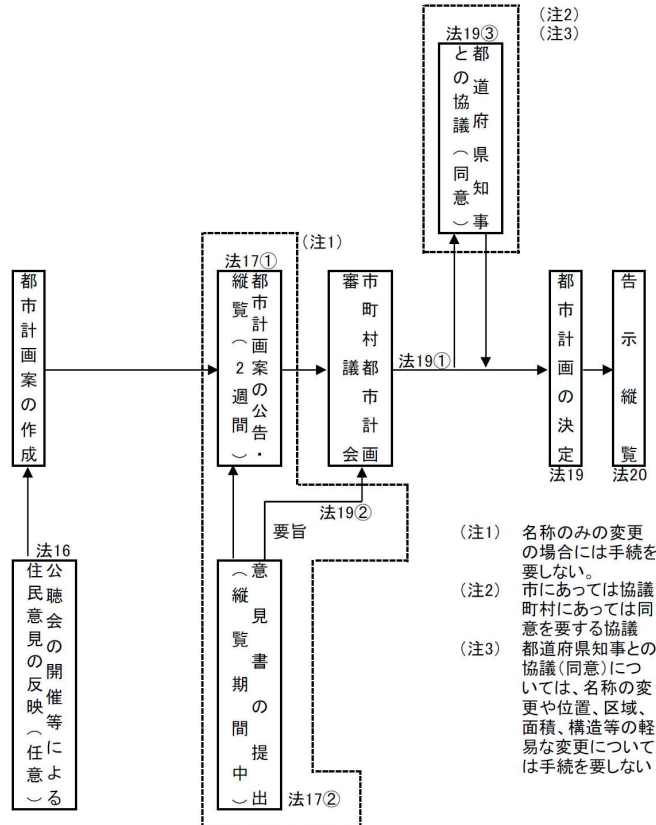 (注2)
(注3)
法19③
都道府県知事
との協議(同意)
(注1)
法17①
都市計画案の作成
都市計画案の公告・
縦覧(2週間)
市町村都市計画
審議会
法19①
都市計画の決定
告示縦覧
法19
法20
法19②
要旨
法16
公聴会の開催等による
住民意見の反映(任意)
意見書の提出
(縦覧期間中)
法17②
(注1) 名称のみの変更
の場合には手続を
要しない。
(注2) 市にあっては協議
町村にあっては同
意を要する協議
(注3) 都道府県知事との
協議(同意)につ
いては、名称の変
更や位置、区域、
面積、構造等の軽
易な変更について
は手続を要しない